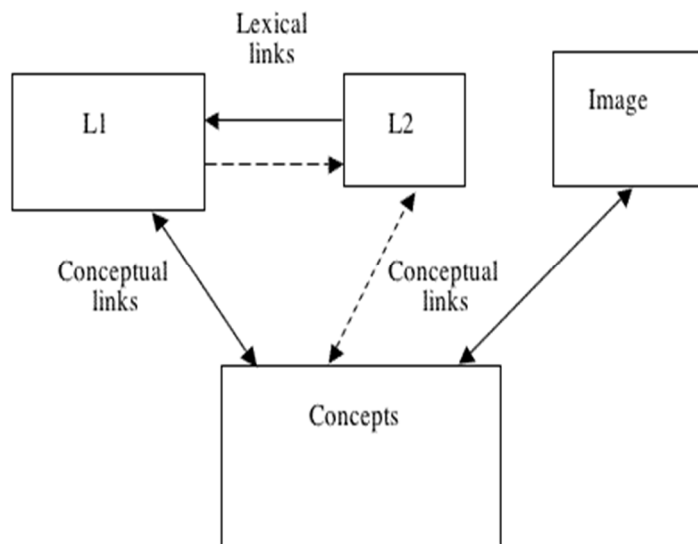 Lexical
links
L1
L2
Image
Conceptual
links
Conceptual
links
Concepts